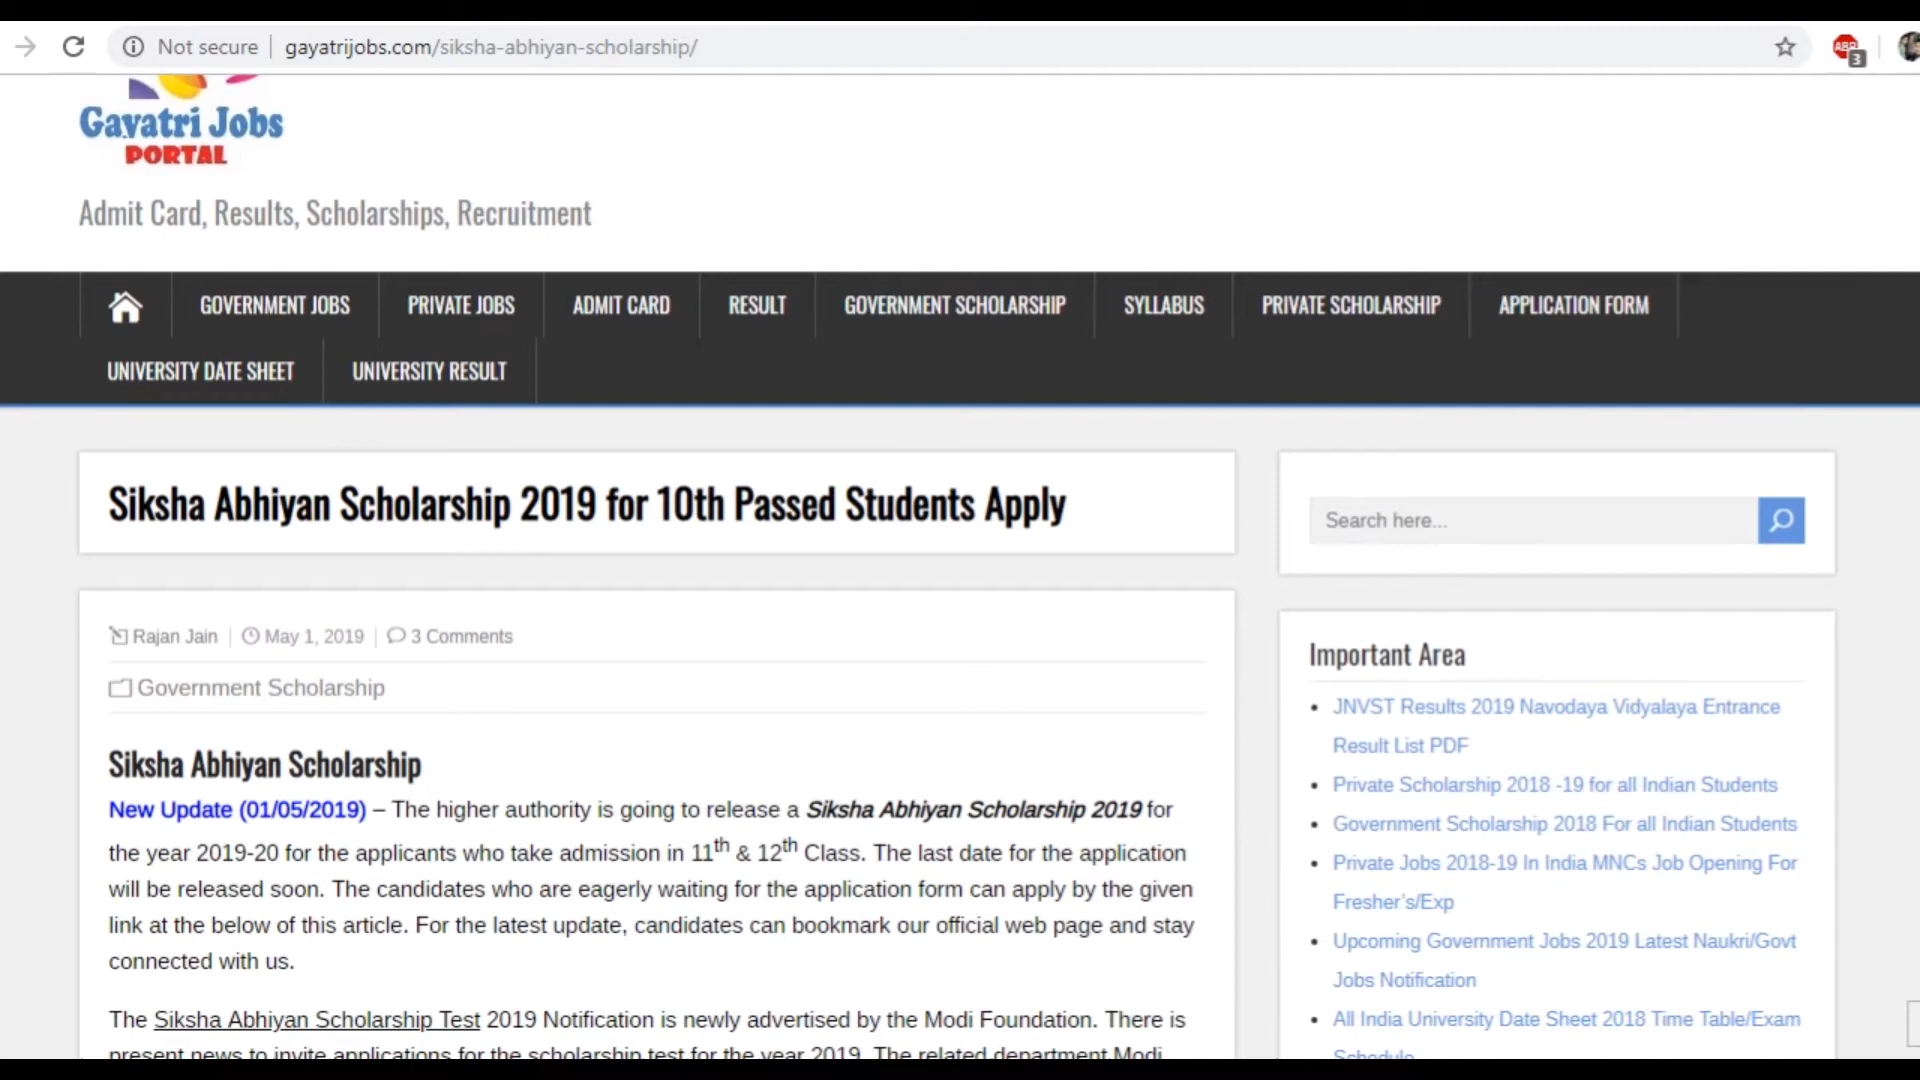 Not secure | gayatrijobs.com/siksha-abhiyan-scholarship/
ABP
3
Gayatri Jobs
PORTAL
Admit Card, Results, Scholarships, Recruitment
GOVERNMENT JOBS PRIVATE JOBS ADMIT CARD RESULT GOVERNMENT SCHOLARSHIP SYLLABUS PRIVATE SCHOLARSHIP APPLICATION FORM
UNIVERSITY DATE SHEET UNIVERSITY RESULT
Siksha Abhiyan Scholarship 2019 for 10th Passed Students Apply
Rajan Jain | May 1, 2019 | 3 Comments
Government Scholarship
Siksha Abhiyan Scholarship
New Update (01/05/2019) – The higher authority is going to release a Siksha Abhiyan Scholarship 2019 for
the year 2019-20 for the applicants who take admission in 11th & 12th Class. The last date for the application
will be released soon. The candidates who are eagerly waiting for the application form can apply by the given
link at the below of this article. For the latest update, candidates can bookmark our official web page and stay
connected with us.
The Siksha Abhiyan Scholarship Test 2019 Notification is newly advertised by the Modi Foundation. There is
present news to invite applications for the scholarship test for the year 2019. The related department Modi
Search here...
Important Area
• JNVST Results 2019 Navodaya Vidyalaya Entrance
Result List PDF
• Private Scholarship 2018 -19 for all Indian Students
• Government Scholarship 2018 For all Indian Students
• Private Jobs 2018-19 In India MNCs Job Opening For
Fresher's/Exp
• Upcoming Government Jobs 2019 Latest Naukri/Govt
Jobs Notification
• All India University Date Sheet 2018 Time Table/Exam
Schedule